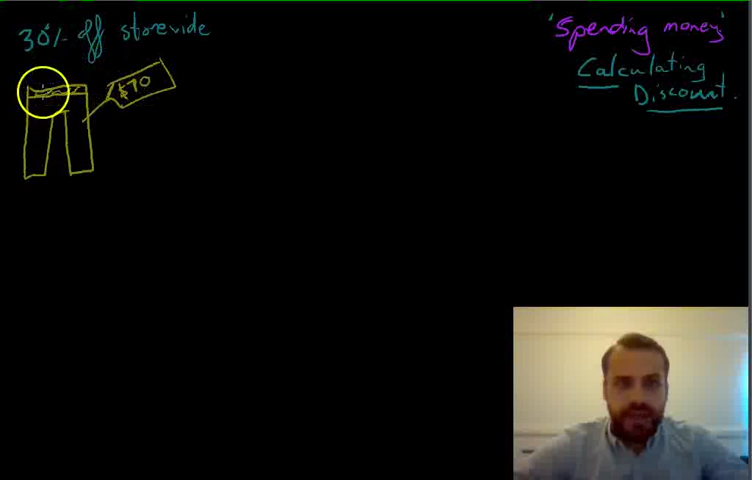 30% off storewide
'Spending money'
Calculating
Discount.
$70